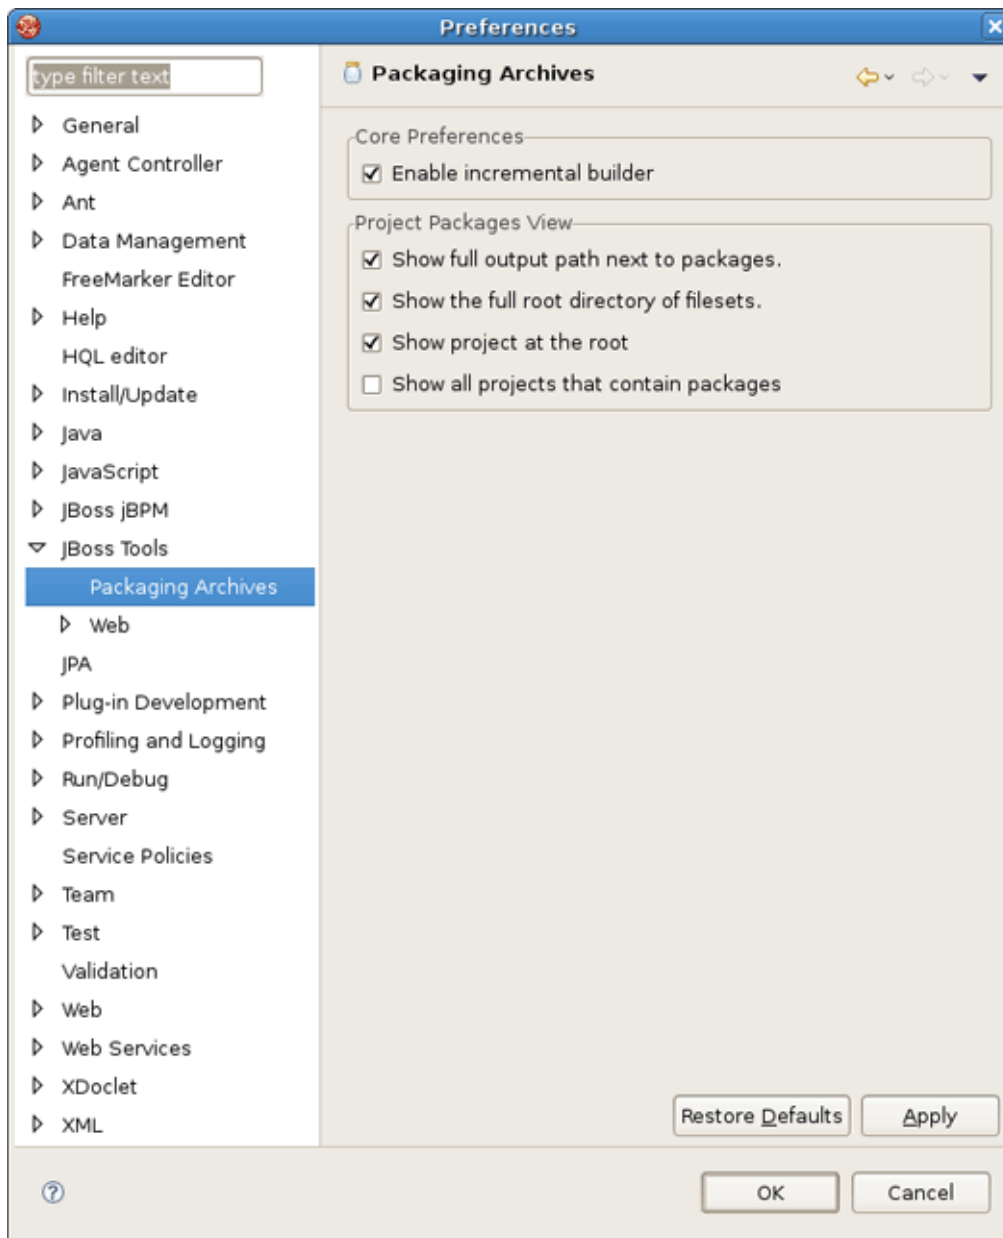 Preferences
type filter text
General
Agent Controller
Ant
Data Management
FreeMarker Editor
Help
HQL editor
Install/Update
Java
JavaScript
JBoss jBPM
JBoss Tools
Packaging Archives
Web
JPA
Plug-in Development
Profiling and Logging
Run/Debug
Server
Service Policies
Team
Test
Validation
Web
Web Services
XDoclet
XML
Packaging Archives
Core Preferences
Enable incremental builder
Project Packages View
Show full output path next to packages.
Show the full root directory of filesets.
Show project at the root
Show all projects that contain packages
Restore Defaults
Apply
?
OK
Cancel